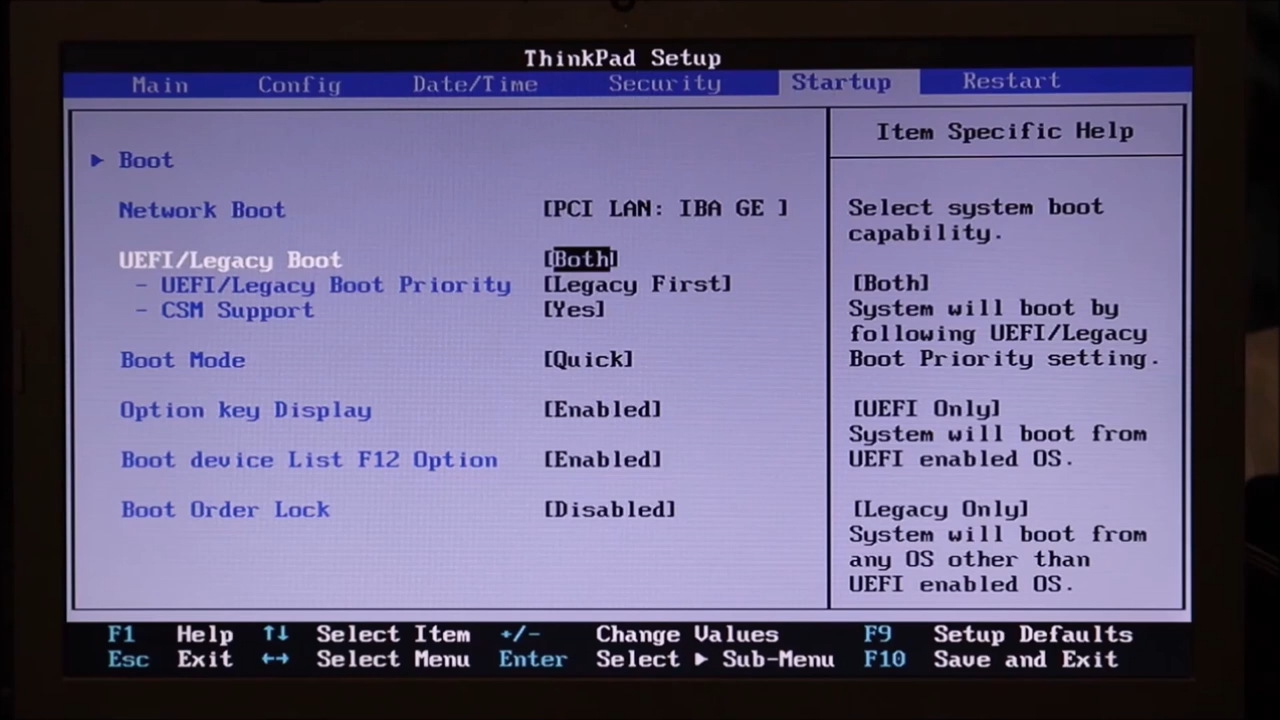 ThinkPad Setup
Main Config Date/Time Security Startup Restart
Boot
Network Boot [PCI LAN: IBA GE ]
UEFI/Legacy Boot [Both]
- UEFI/Legacy Boot Priority [Legacy First]
- CSM Support [Yes]
Boot Mode [Quick]
Option key Display [Enabled]
Boot device List F12 Option [Enabled]
Boot Order Lock [Disabled]
Item Specific Help
Select system boot
capability.
[Both]
System will boot by
following UEFI/Legacy
Boot Priority setting.
[UEFI Only]
System will boot from
UEFI enabled OS.
[Legacy Only]
System will boot from
any OS other than
UEFI enabled OS.
F1 Help ↑↓ Select Item +/- Change Values F9 Setup Defaults
Esc Exit ←→ Select Menu Enter Select ▶ Sub-Menu F10 Save and Exit